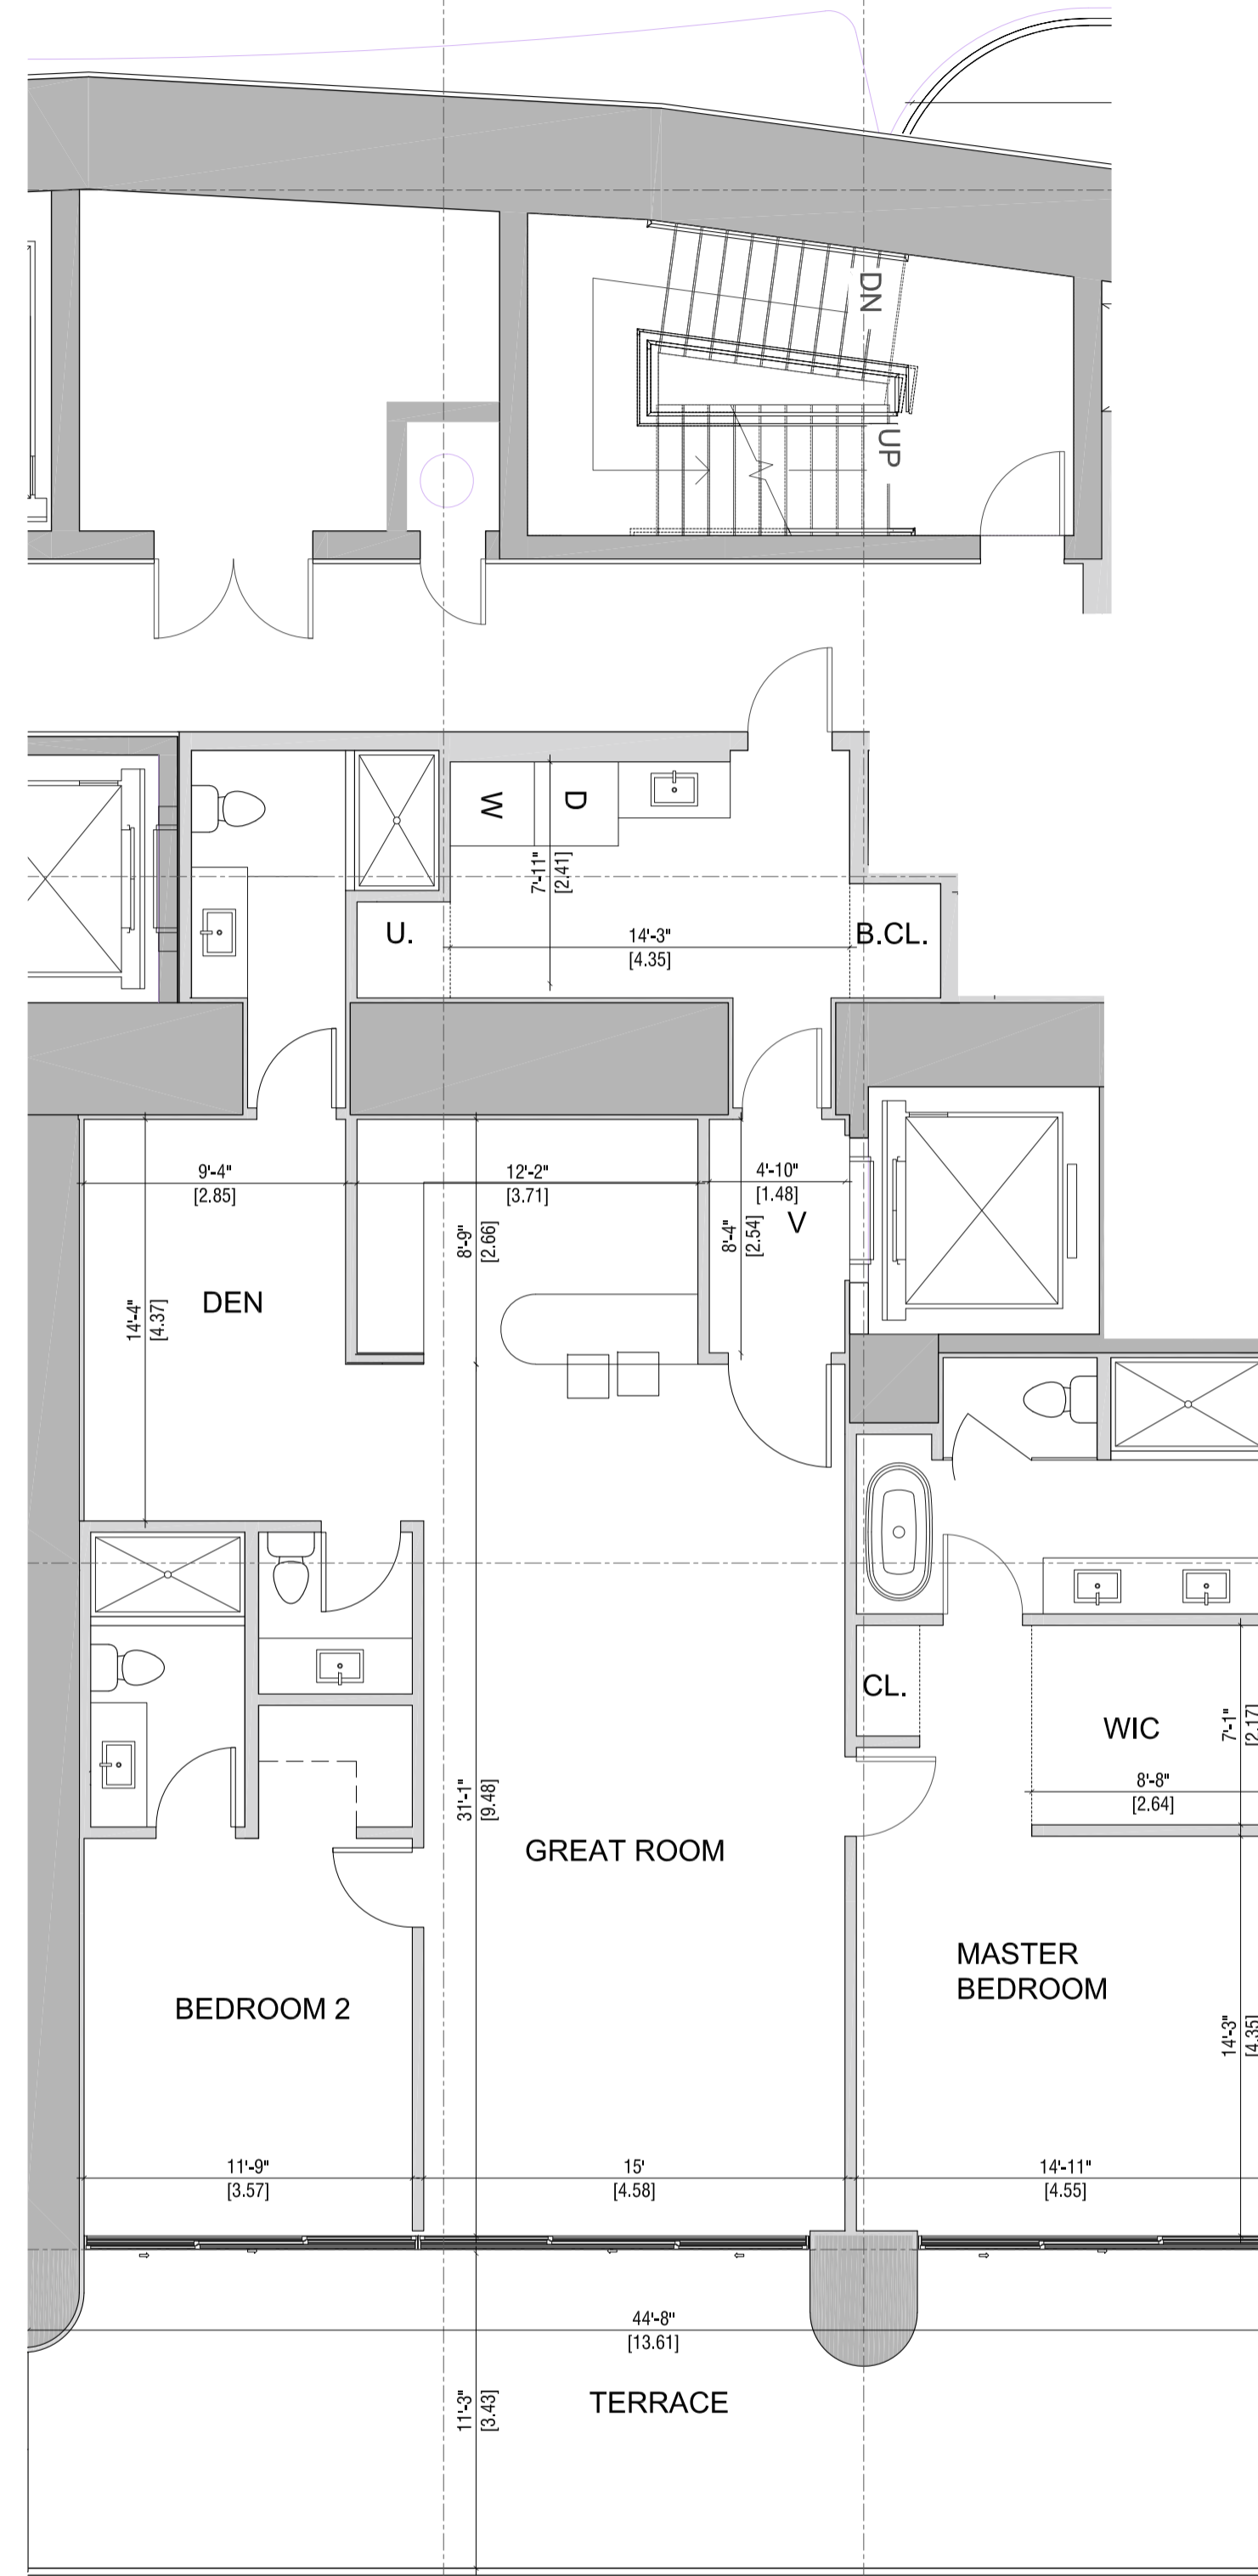 DN
UP
W
D
7'-11"
[2.41]
U.
14'-3"
[4.35]
B.CL.
9'-4"
[2.85]
12'-2"
[3.71]
4'-10"
[1.48]
V
8'-9"
[2.66]
8'-4"
[2.54]
14'-4"
[4.37]
DEN
CL.
WIC
7'-1"
[2.17]
8'-8"
[2.64]
31'-1"
[9.48]
GREAT ROOM
MASTER
BEDROOM
BEDROOM 2
14'-3"
[4.35]
11'-9"
[3.57]
15'
[4.58]
14'-11"
[4.55]
44'-8"
[13.61]
11'-3"
[3.43]
TERRACE